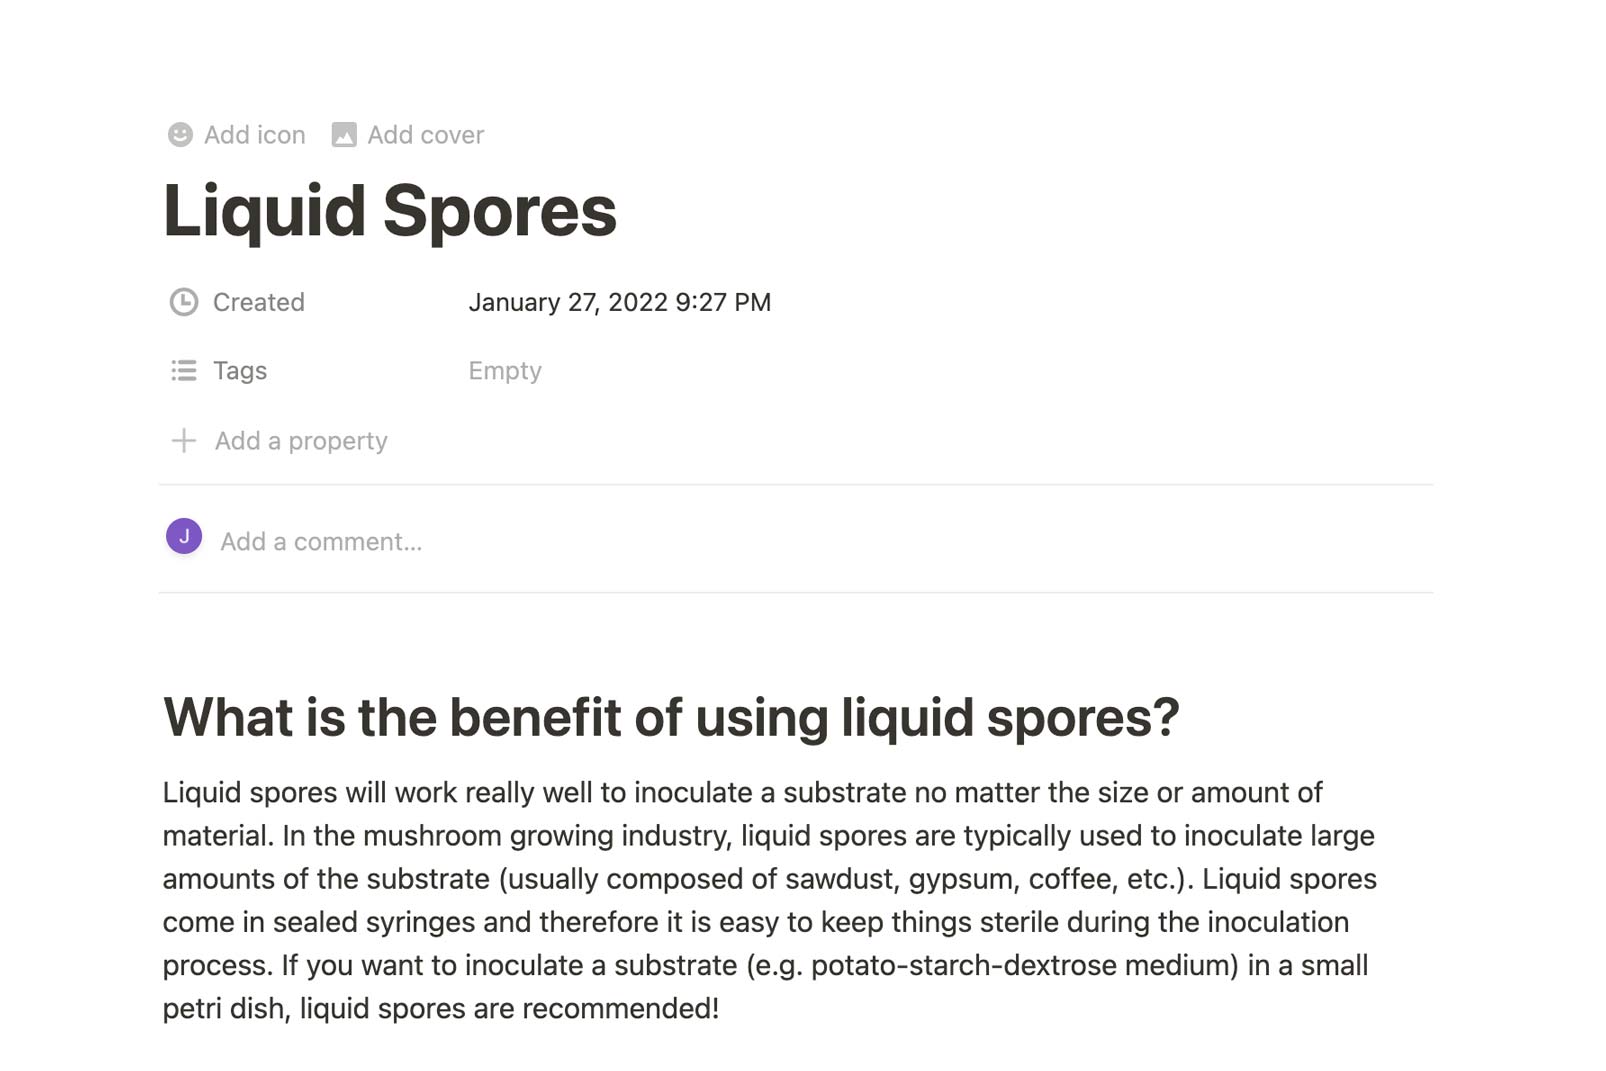 Add icon Add cover
Liquid Spores
Created January 27, 2022 9:27 PM
Tags Empty
Add a property
J Add a comment...
What is the benefit of using liquid spores?
Liquid spores will work really well to inoculate a substrate no matter the size or amount of
material. In the mushroom growing industry, liquid spores are typically used to inoculate large
amounts of the substrate (usually composed of sawdust, gypsum, coffee, etc.). Liquid spores
come in sealed syringes and therefore it is easy to keep things sterile during the inoculation
process. If you want to inoculate a substrate (e.g. potato-starch-dextrose medium) in a small
petri dish, liquid spores are recommended!